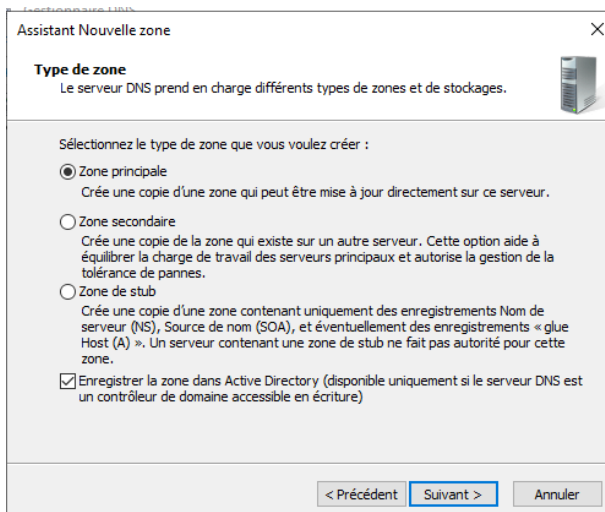 Gestionnaire DNS
Assistant Nouvelle zone
Type de zone
Le serveur DNS prend en charge différents types de zones et de stockages.
Sélectionnez le type de zone que vous voulez créer :
Zone principale
Crée une copie d'une zone qui peut être mise à jour directement sur ce serveur.
Zone secondaire
Crée une copie de la zone qui existe sur un autre serveur. Cette option aide à
équilibrer la charge de travail des serveurs principaux et autorise la gestion de la
tolérance de pannes.
Zone de stub
Crée une copie d'une zone contenant uniquement des enregistrements Nom de
serveur (NS), Source de nom (SOA), et éventuellement des enregistrements « glue
Host (A) ». Un serveur contenant une zone de stub ne fait pas autorité pour cette
zone.
Enregistrer la zone dans Active Directory (disponible uniquement si le serveur DNS est
un contrôleur de domaine accessible en écriture)
< Précédent Suivant > Annuler